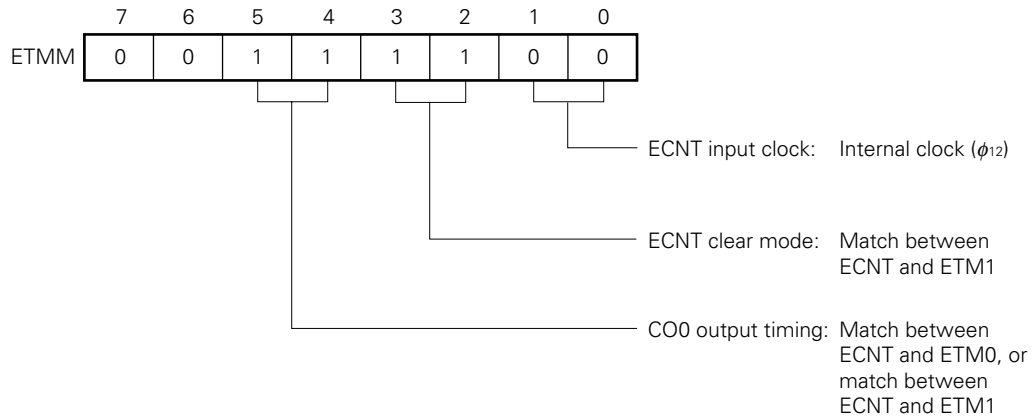 7 6 5 4 3 2 1 0
ETMM 0 0 1 1 1 1 0 0
ECNT input clock: Internal clock (ϕ12)
ECNT clear mode: Match between
ECNT and ETM1
CO0 output timing: Match between
ECNT and ETM0, or
match between
ECNT and ETM1